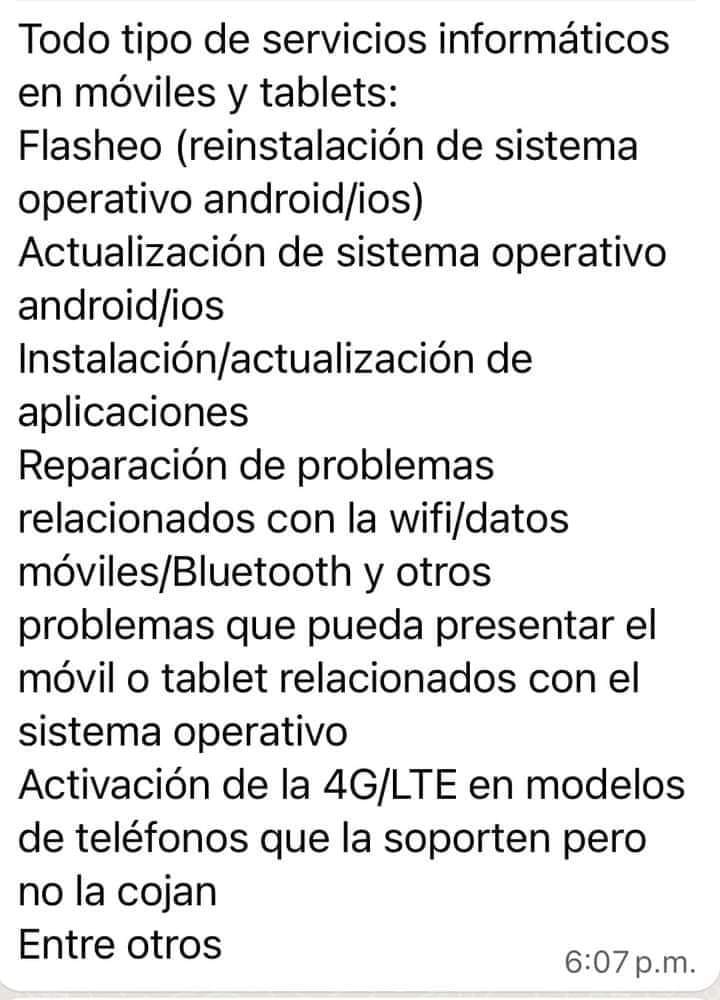 Todo tipo de servicios informáticos
en móviles y tablets:
Flasheo (reinstalación de sistema
operativo android/ios)
Actualización de sistema operativo
android/ios
Instalación/actualización de
aplicaciones
Reparación de problemas
relacionados con la wifi/datos
móviles/Bluetooth y otros
problemas que pueda presentar el
móvil o tablet relacionados con el
sistema operativo
Activación de la 4G/LTE en modelos
de teléfonos que la soporten pero
no la cojan
Entre otros
6:07 p.m.